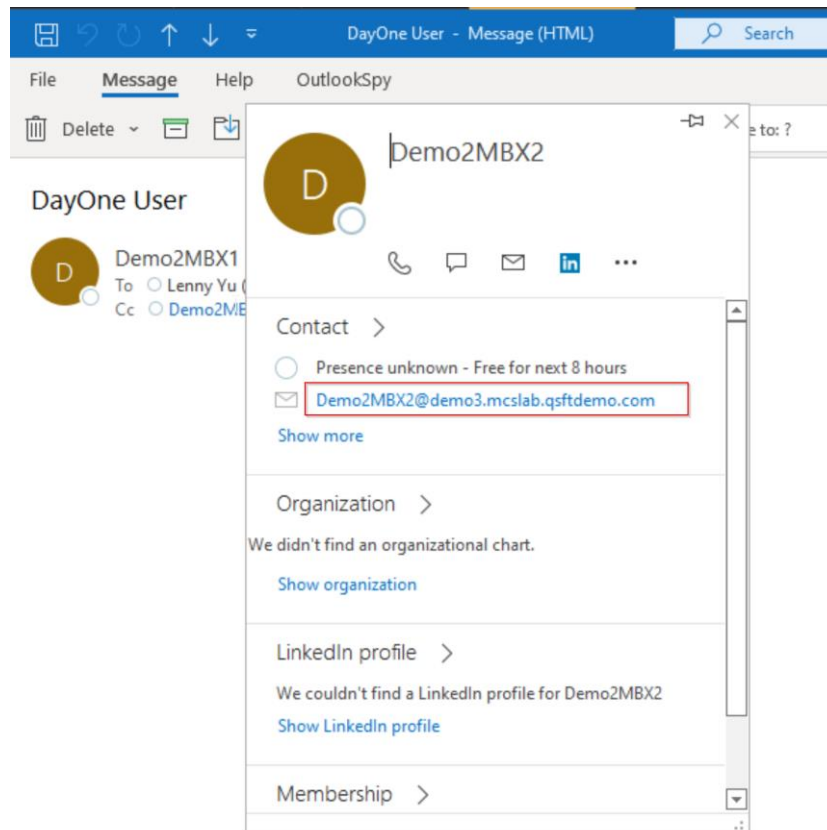 DayOne User - Message (HTML)
Search
File Message Help OutlookSpy
Delete
e to: ?
DayOne User
D
Demo2MBX1
To Lenny Yu (
Cc Demo2ME
D
Demo2MBX2
in
Contact
Presence unknown - Free for next 8 hours
Demo2MBX2@demo3.mcslab.qsftdemo.com
Show more
Organization
We didn't find an organizational chart.
Show organization
LinkedIn profile
We couldn't find a LinkedIn profile for Demo2MBX2
Show LinkedIn profile
Membership